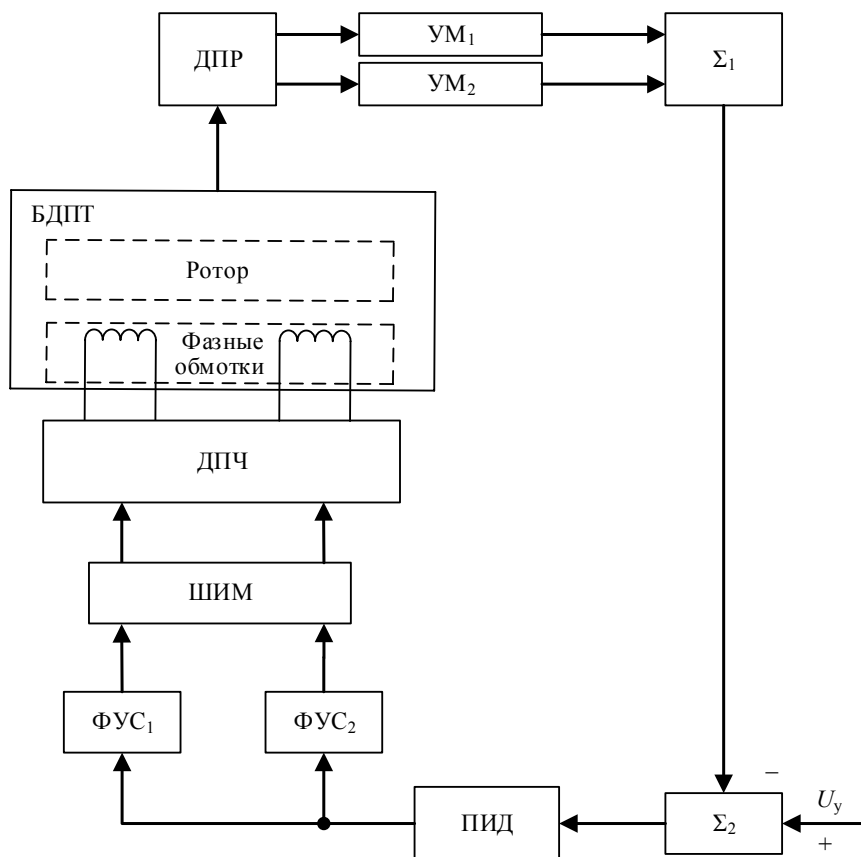 ДПР
УМ₁
УМ₂
Σ₁
БДПТ
Ротор
Фазные
обмотки
ДПЧ
ШИМ
ФУС₁
ФУС₂
ПИД
Σ₂
−
Uу
+